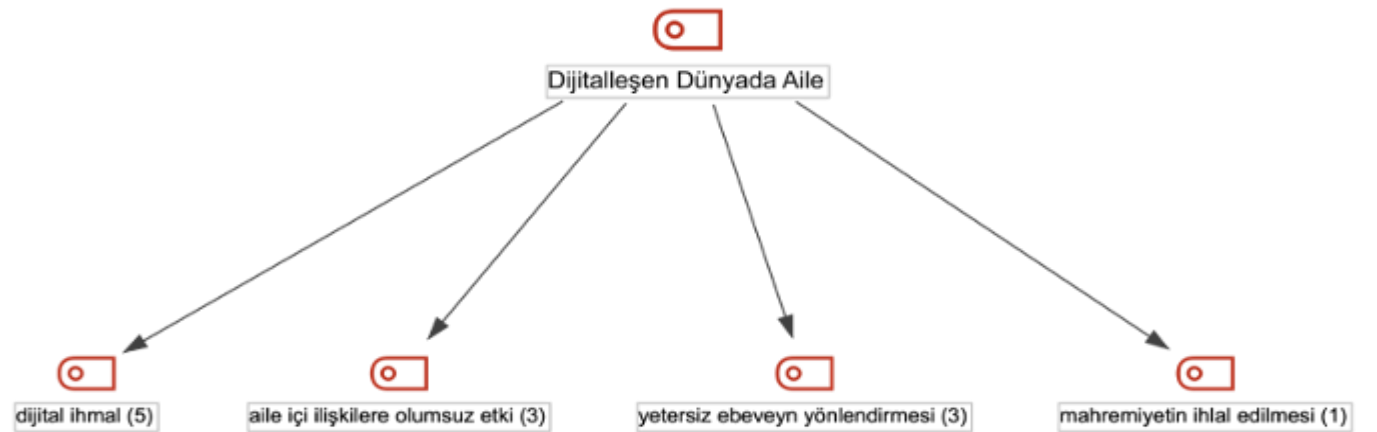 Dijitalleşen Dünyada Aile
dijital ihmal (5)
aile içi ilişkilere olumsuz etki (3)
yetersiz ebeveyn yönlendirmesi (3)
mahremiyetin ihlal edilmesi (1)